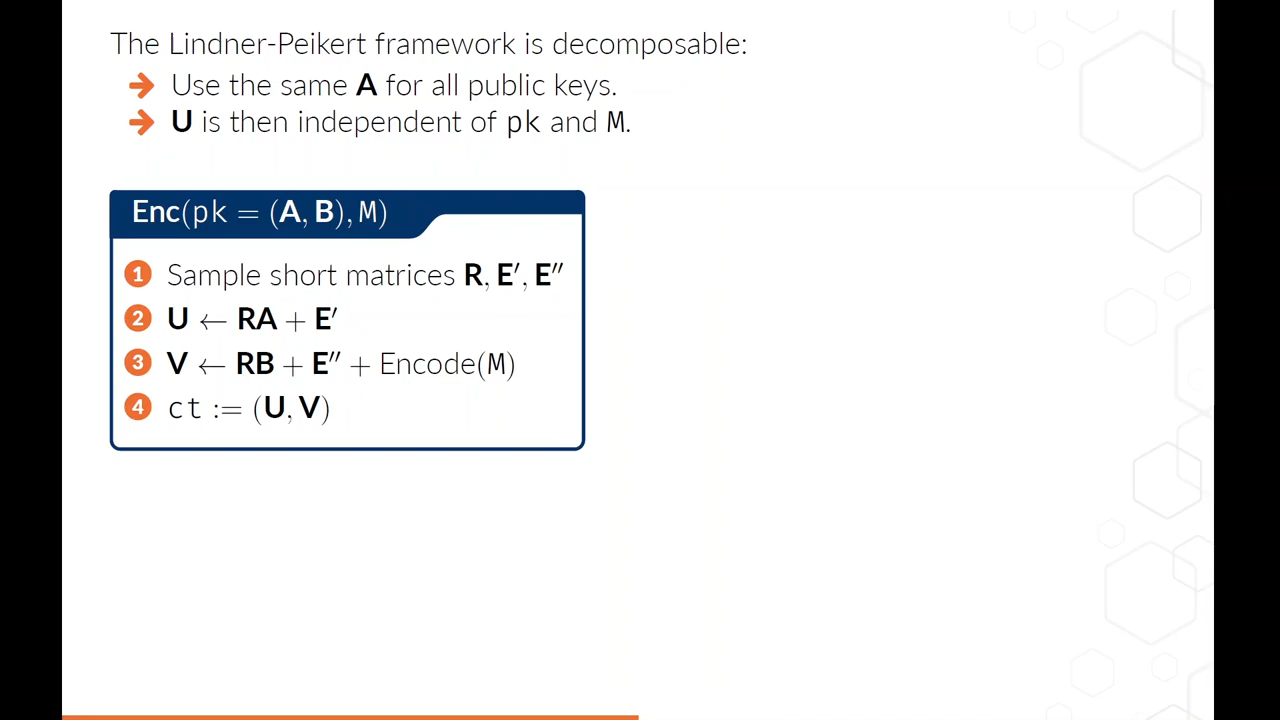 The Lindner-Peikert framework is decomposable:
➔ Use the same A for all public keys.
➔ U is then independent of pk and M.
Enc(pk = (A, B), M)
1 Sample short matrices R, E′, E″
2 U ← RA + E′
3 V ← RB + E″ + Encode(M)
4 ct := (U, V)